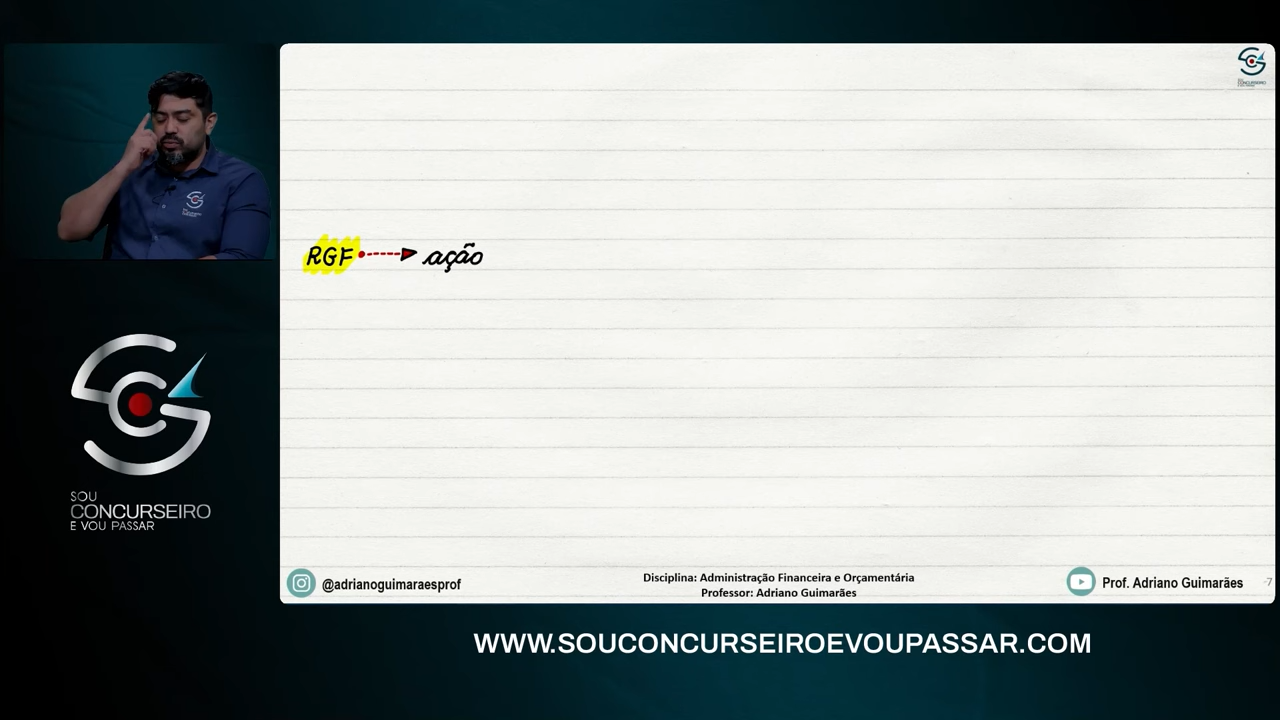 RGF ação
SOU
CONCURSEIRO
E VOU PASSAR
@adrianoguimaraesprof
Disciplina: Administração Financeira e Orçamentária
Professor: Adriano Guimarães
Prof. Adriano Guimarães
WWW.SOUCONCURSEIROEVOUPASSAR.COM